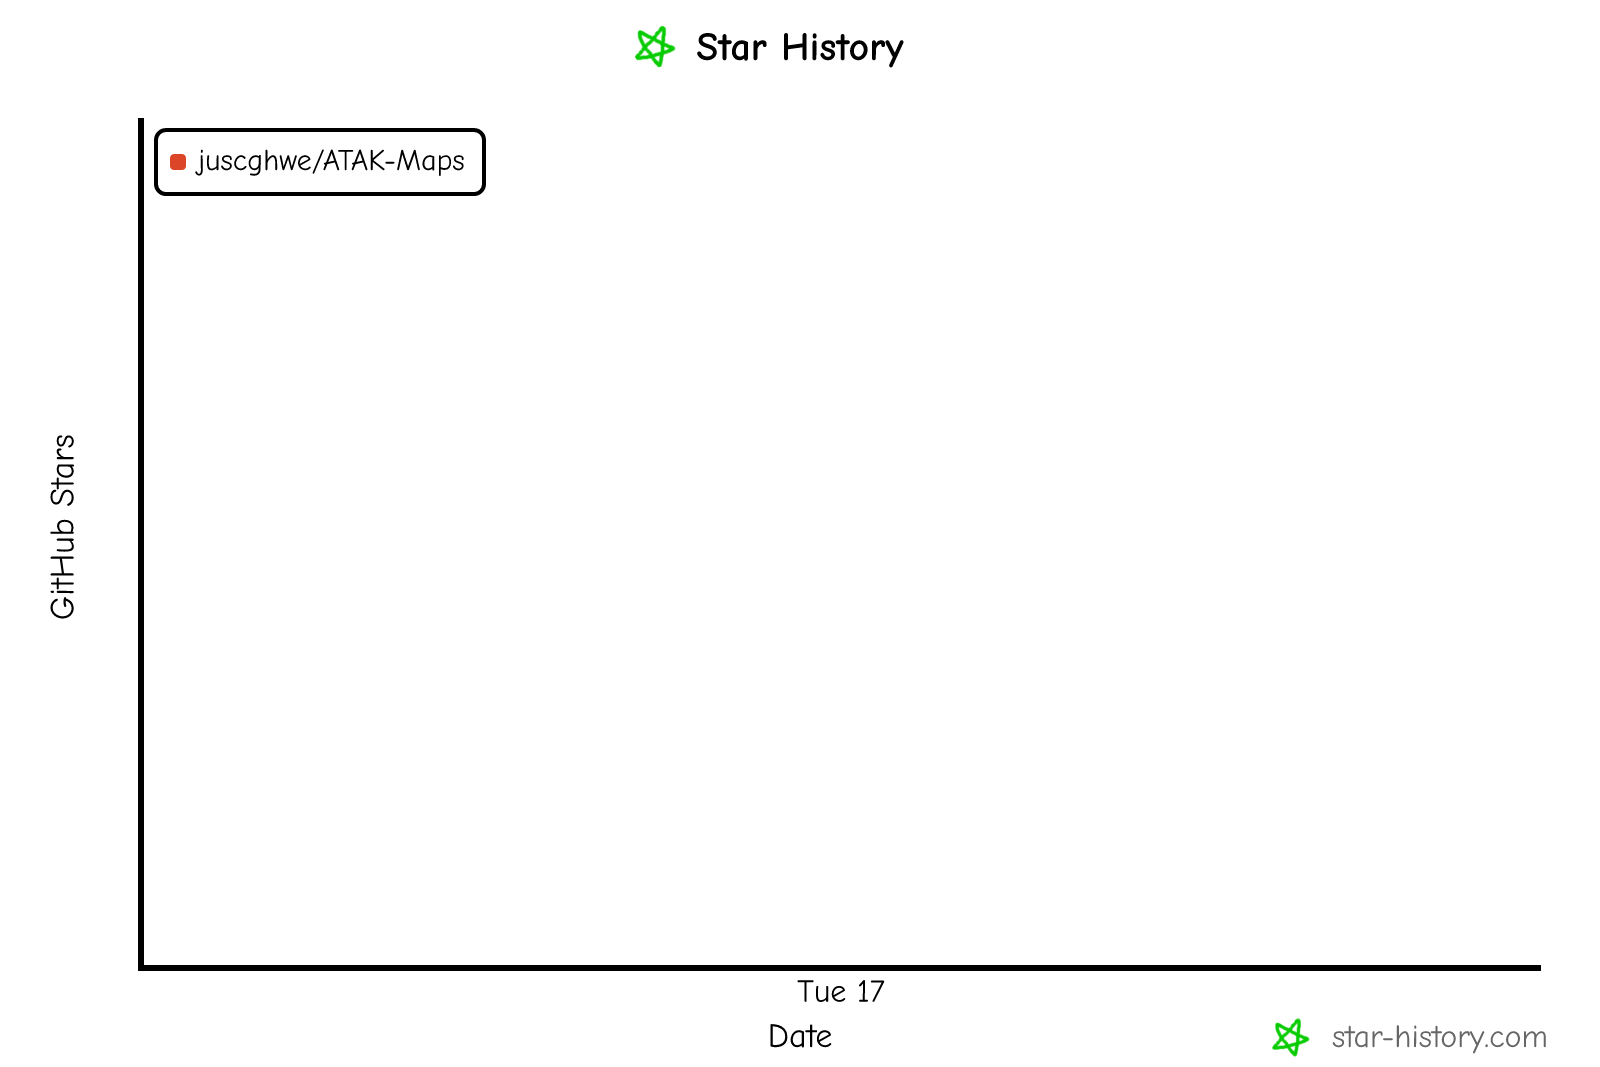 Star History
juscghwe/ATAK-Maps
GitHub Stars
Tue 17
Date
star-history.com